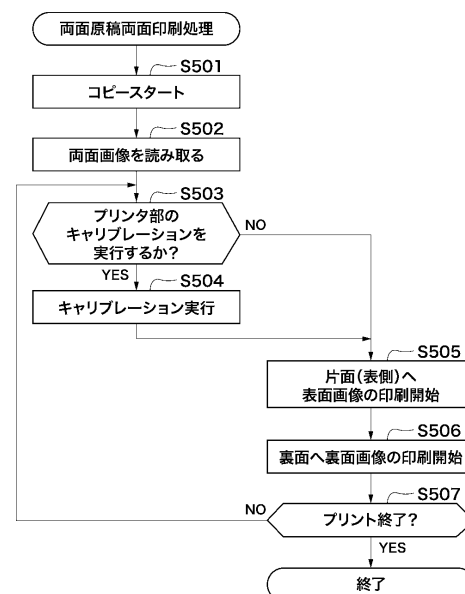 両面原稿両面印刷処理
S501
コピースタート
S502
両面画像を読み取る
S503
プリンタ部の
キャリブレーションを
実行するか?
NO
YES
S504
キャリブレーション実行
S505
片面(表側)へ
表面画像の印刷開始
S506
裏面へ裏面画像の印刷開始
S507
NO
プリント終了?
YES
終了